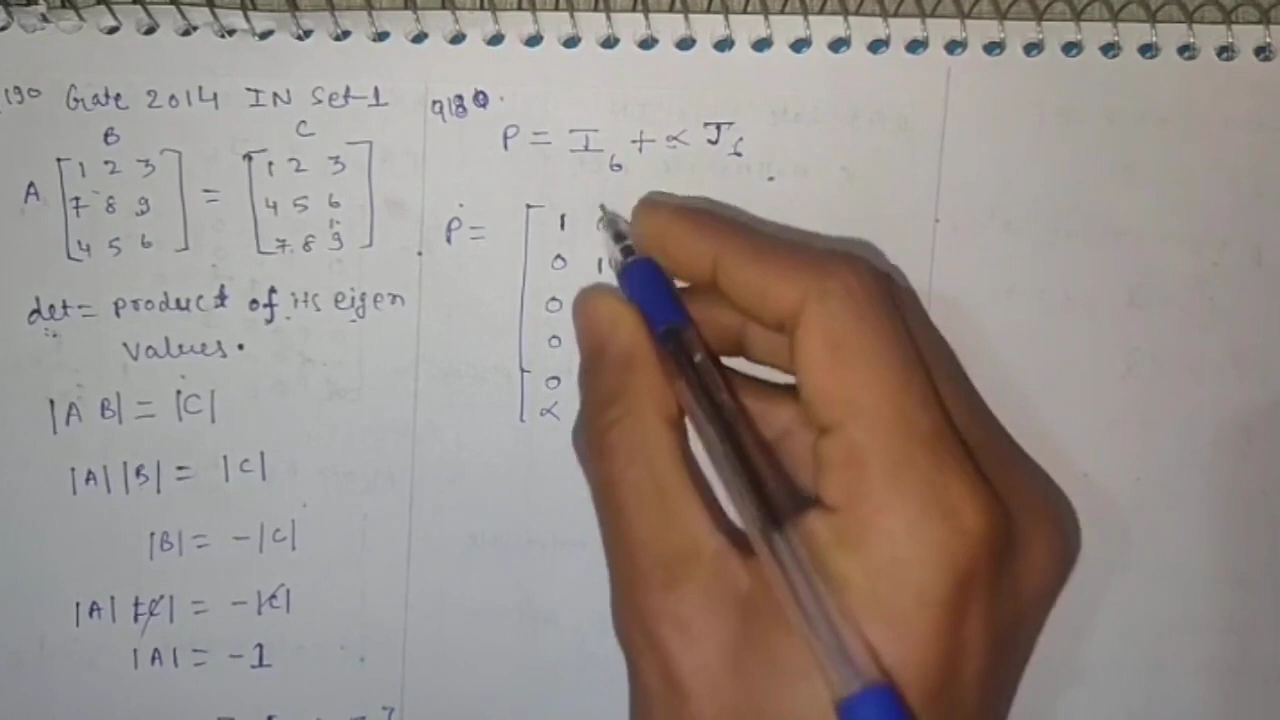 190 Gate 2014 IN Set-1
B C
A [1 2 3 = [1 2 3
7 8 9 4 5 6
4 5 6] 7 8 9]
det = product of its eigen
values.
|A B| = |C|
|A| |B| = |C|
|B| = -|C|
|A| |C| = -|C|
|A| = -1
P = I6 + α J6
P = [1
0 1
0
0
0
α